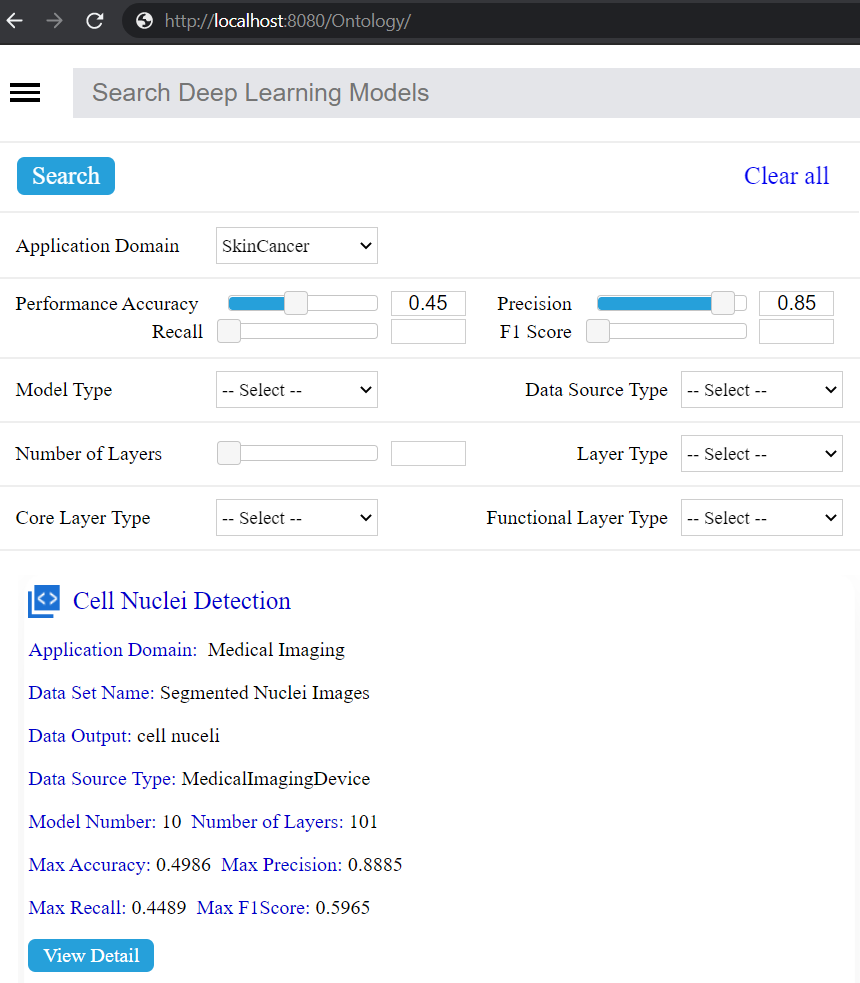 http://localhost:8080/Ontology/
Search Deep Learning Models
Search Clear all
Application Domain SkinCancer
Performance Accuracy 0.45 Precision 0.85
Recall F1 Score
Model Type -- Select -- Data Source Type -- Select --
Number of Layers Layer Type -- Select --
Core Layer Type -- Select -- Functional Layer Type -- Select --
Cell Nuclei Detection
Application Domain: Medical Imaging
Data Set Name: Segmented Nuclei Images
Data Output: cell nuceli
Data Source Type: MedicalImagingDevice
Model Number: 10 Number of Layers: 101
Max Accuracy: 0.4986 Max Precision: 0.8885
Max Recall: 0.4489 Max F1Score: 0.5965
View Detail